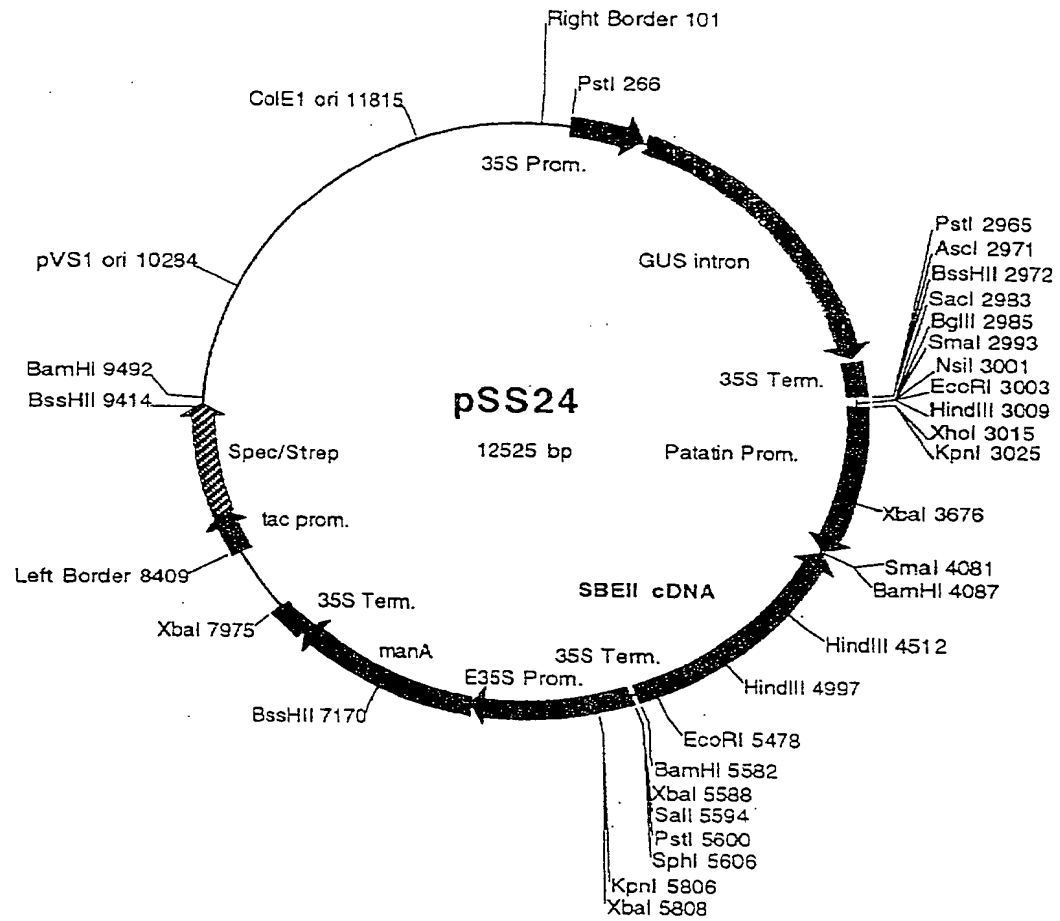 Right Border 101
PstI 266
ColE1 ori 11815
35S Prom.
GUS intron
pVS1 ori 10284
PstI 2965
AscI 2971
BssHII 2972
SacI 2983
BglII 2985
SmaI 2993
NsiI 3001
EcoRI 3003
HindIII 3009
XhoI 3015
KpnI 3025
35S Term.
BamHI 9492
BssHII 9414
pSS24
12525 bp
Spec/Strep
Patatin Prom.
XbaI 3676
tac prom.
Left Border 8409
SmaI 4081
BamHI 4087
SBEII cDNA
35S Term.
XbaI 7975
HindIII 4512
manA
35S Term.
E35S Prom.
HindIII 4997
BssHII 7170
EcoRI 5478
BamHI 5582
XbaI 5588
SalI 5594
PstI 5600
SphI 5606
KpnI 5806
XbaI 5808